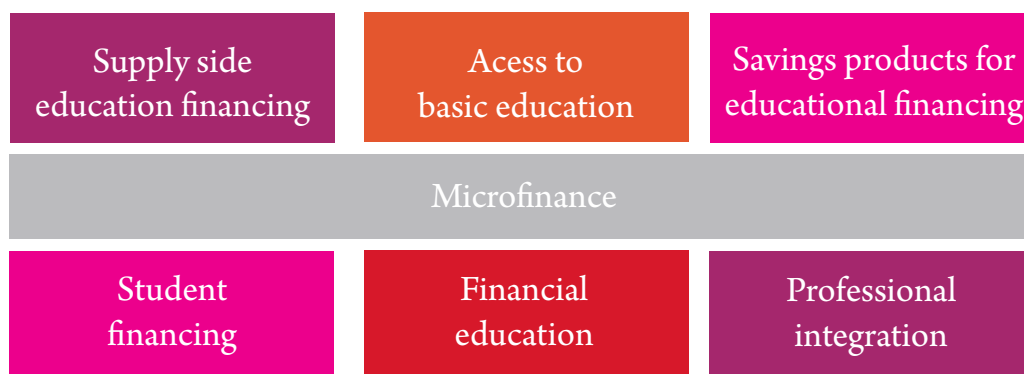 Supply side
education financing
Acess to
basic education
Savings products for
educational financing
Microfinance
Student
financing
Financial
education
Professional
integration